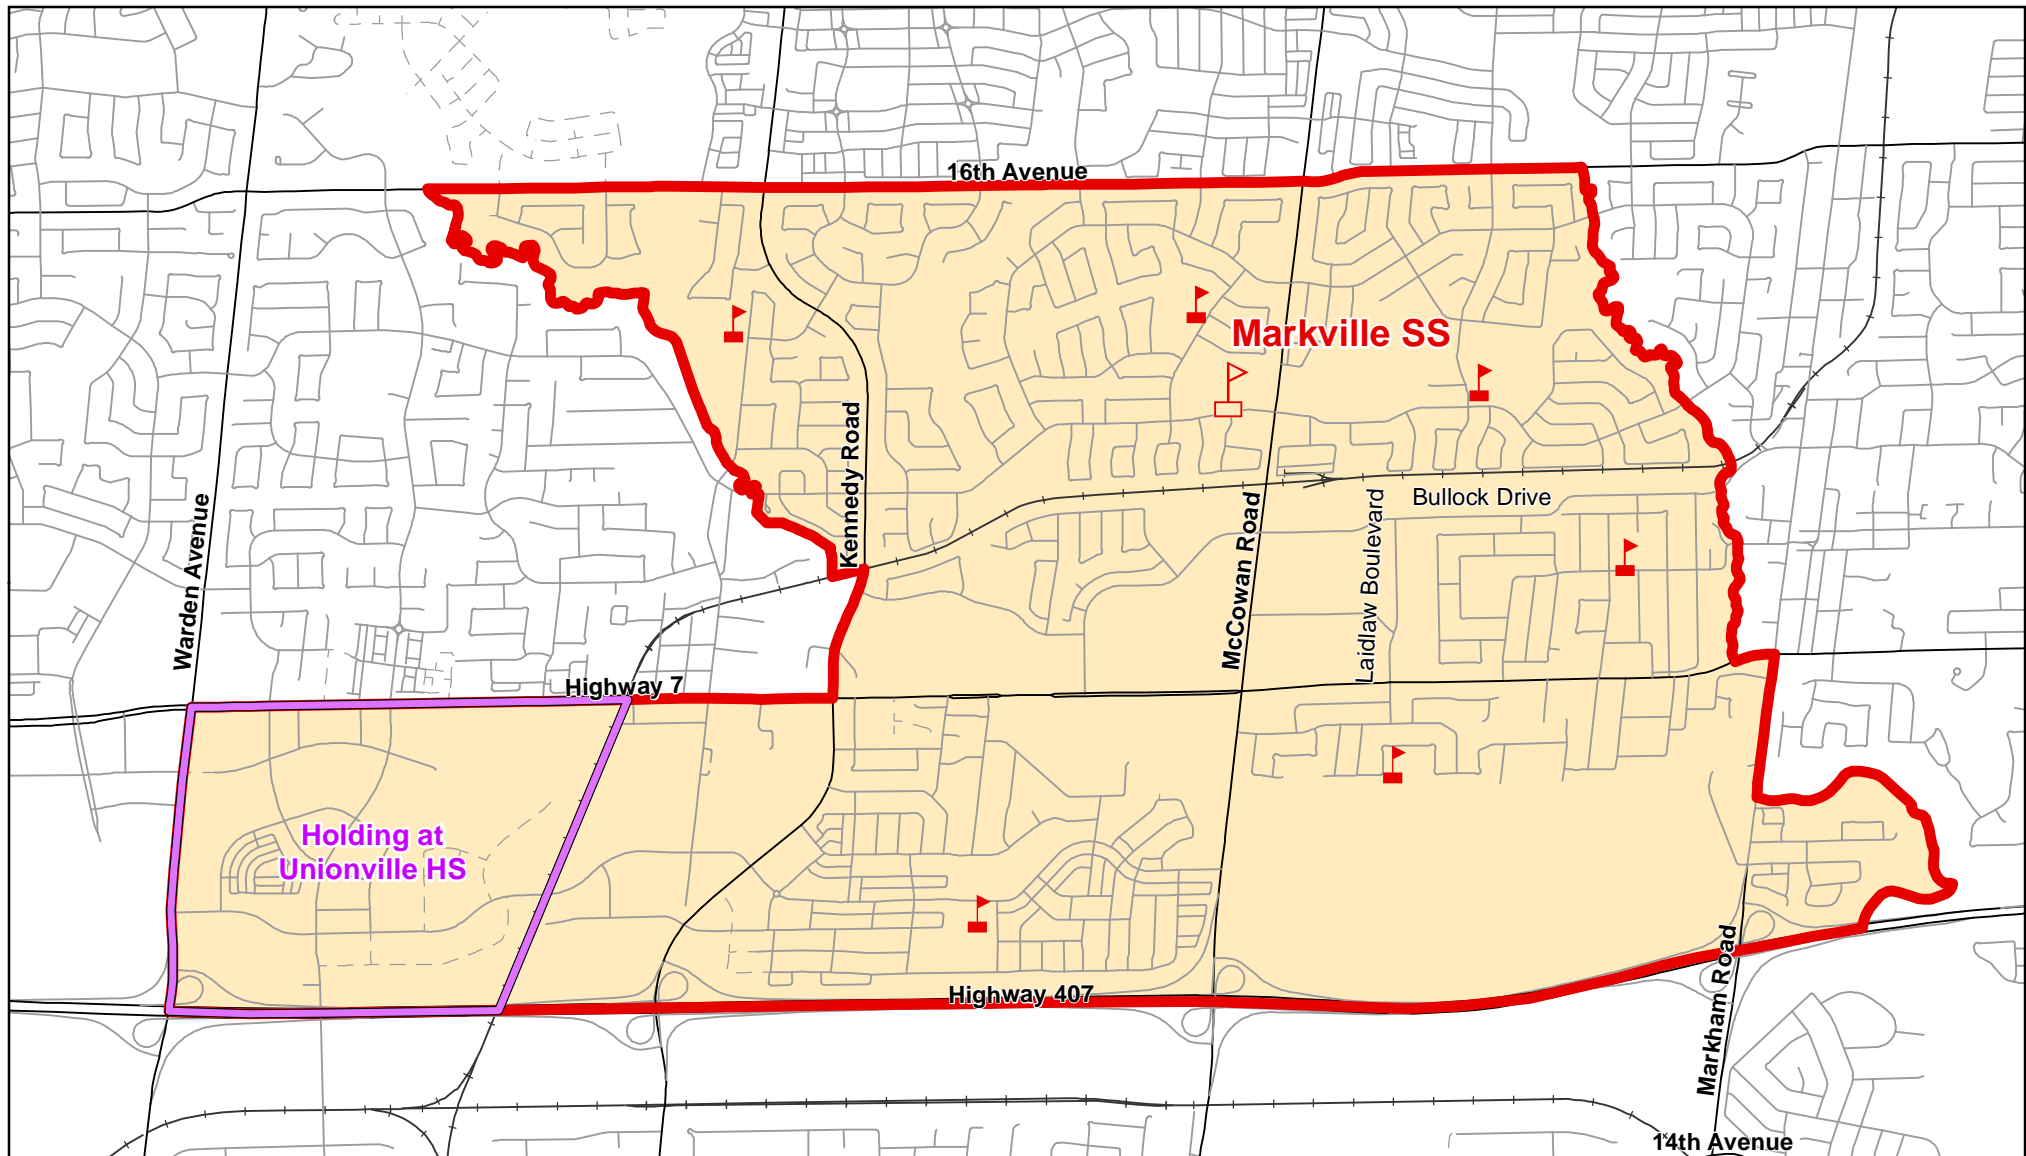 16th Avenue
Markville SS
Kennedy Road
Warden Avenue
McCowan Road
Laidlaw Boulevard
Bullock Drive
Highway 7
Holding at
Unionville HS
Highway 407
Markham Road
14th Avenue